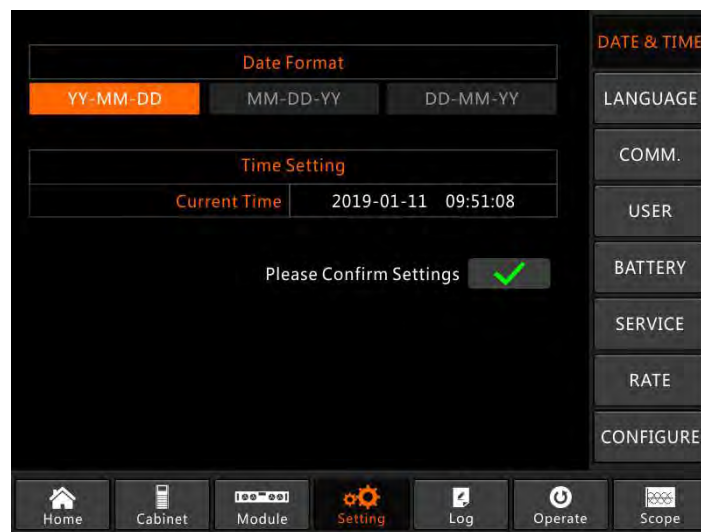 DATE & TIME
Date Format
YY-MM-DD MM-DD-YY DD-MM-YY
LANGUAGE
Time Setting
COMM.
Current Time 2019-01-11 09:51:08
USER
Please Confirm Settings
BATTERY
SERVICE
RATE
CONFIGURE
Home Cabinet Module Setting Log Operate Scope